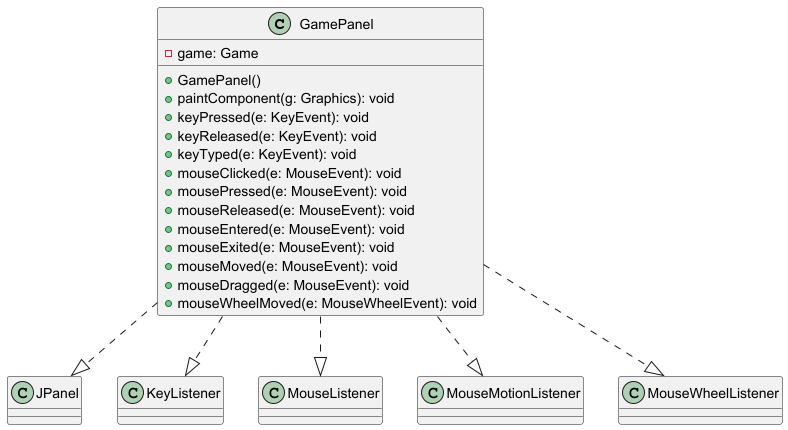 C GamePanel
game: Game
GamePanel()
paintComponent(g: Graphics): void
keyPressed(e: KeyEvent): void
keyReleased(e: KeyEvent): void
keyTyped(e: KeyEvent): void
mouseClicked(e: MouseEvent): void
mousePressed(e: MouseEvent): void
mouseReleased(e: MouseEvent): void
mouseEntered(e: MouseEvent): void
mouseExited(e: MouseEvent): void
mouseMoved(e: MouseEvent): void
mouseDragged(e: MouseEvent): void
mouseWheelMoved(e: MouseWheelEvent): void
C JPanel
C KeyListener
C MouseListener
C MouseMotionListener
C MouseWheelListener